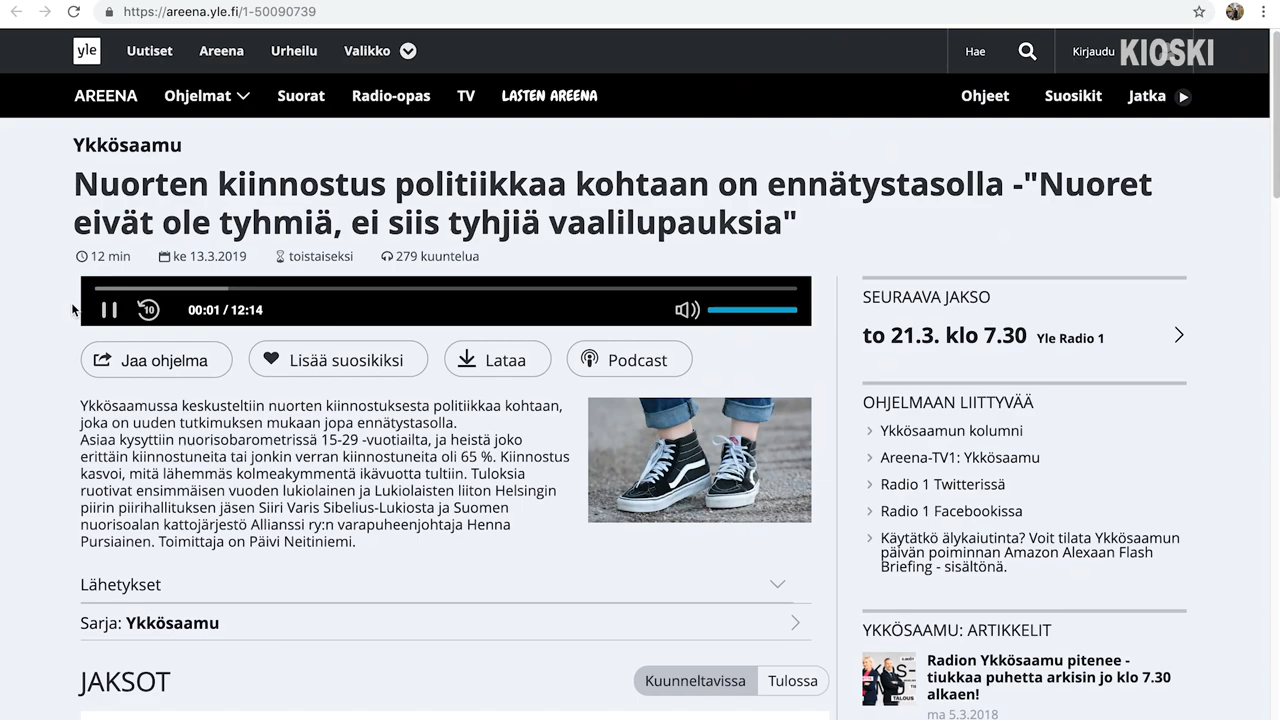 https://areena.yle.fi/1-50090739
yle
Uutiset
Areena
Urheilu
Valikko
Hae
Kirjaudu
KIOSKI
AREENA
Ohjelmat
Suorat
Radio-opas
TV
LASTEN AREENA
Ohjeet
Suosikit
Jatka
Ykkösaamu
Nuorten kiinnostus politiikkaa kohtaan on ennätystasolla -"Nuoret
eivät ole tyhmiä, ei siis tyhjiä vaalilupauksia"
12 min
ke 13.3.2019
toistaiseksi
279 kuuntelua
10
00:01 / 12:14
Jaa ohjelma
Lisää suosikiksi
Lataa
Podcast
Ykkösaamussa keskusteltiin nuorten kiinnostuksesta politiikkaa kohtaan,
joka on uuden tutkimuksen mukaan jopa ennätystasolla.
Asiaa kysyttiin nuorisobarometrissä 15-29 -vuotiailta, ja heistä joko
erittäin kiinnostuneita tai jonkin verran kiinnostuneita oli 65 %. Kiinnostus
kasvoi, mitä lähemmäs kolmeakymmentä ikävuotta tultiin. Tuloksia
ruotivat ensimmäisen vuoden lukiolainen ja Lukiolaisten liiton Helsingin
piirin piirihallituksen jäsen Siiri Varis Sibelius-Lukiosta ja Suomen
nuorisoalan kattojärjestö Allianssi ry:n varapuheenjohtaja Henna
Pursiainen. Toimittaja on Päivi Neitiniemi.
Lähetykset
Sarja: Ykkösaamu
JAKSOT
Kuunneltavissa
Tulossa
SEURAAVA JAKSO
to 21.3. klo 7.30 Yle Radio 1
OHJELMAAN LIITTYVÄÄ
Ykkösaamun kolumni
Areena-TV1: Ykkösaamu
Radio 1 Twitterissä
Radio 1 Facebookissa
Käytätkö älykaiutinta? Voit tilata Ykkösaamun
päivän poiminnan Amazon Alexaan Flash
Briefing - sisältönä.
YKKÖSAAMU: ARTIKKELIT
Radion Ykkösaamu pitenee -
tiukkaa puhetta arkisin jo klo 7.30
alkaen!
ma 5.3.2018
TALOUS